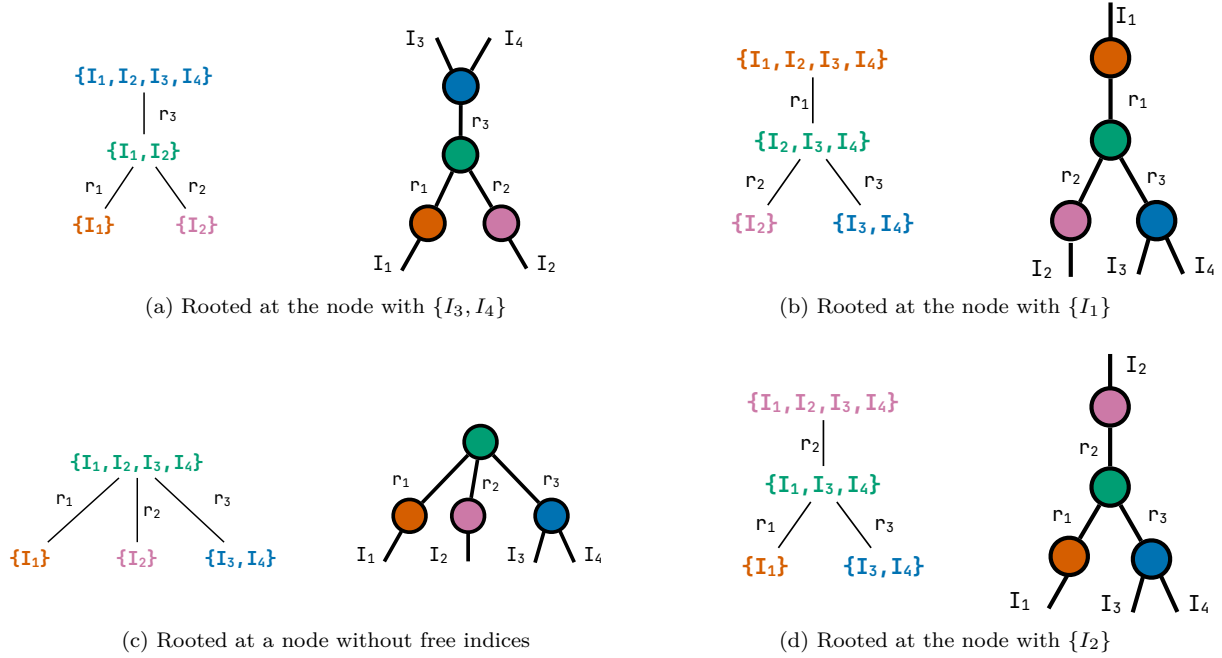 I₃ I₄
{I₁,I₂,I₃,I₄}
r₃ r₃
{I₁,I₂}
r₁ r₂ r₁ r₂
{I₁} {I₂}
I₁ I₂
(a) Rooted at the node with {I₃, I₄}
I₁
{I₁,I₂,I₃,I₄}
r₁ r₁
{I₂,I₃,I₄}
r₂ r₃ r₂ r₃
{I₂} {I₃,I₄}
I₂ I₃ I₄
(b) Rooted at the node with {I₁}
{I₁,I₂,I₃,I₄}
r₁ r₂ r₃ r₁ r₂ r₃
{I₁} {I₂} {I₃,I₄}
I₁ I₂ I₃ I₄
(c) Rooted at a node without free indices
I₂
{I₁,I₂,I₃,I₄}
r₂ r₂
{I₁,I₃,I₄}
r₁ r₃ r₁ r₃
{I₁} {I₃,I₄}
I₁ I₃ I₄
(d) Rooted at the node with {I₂}